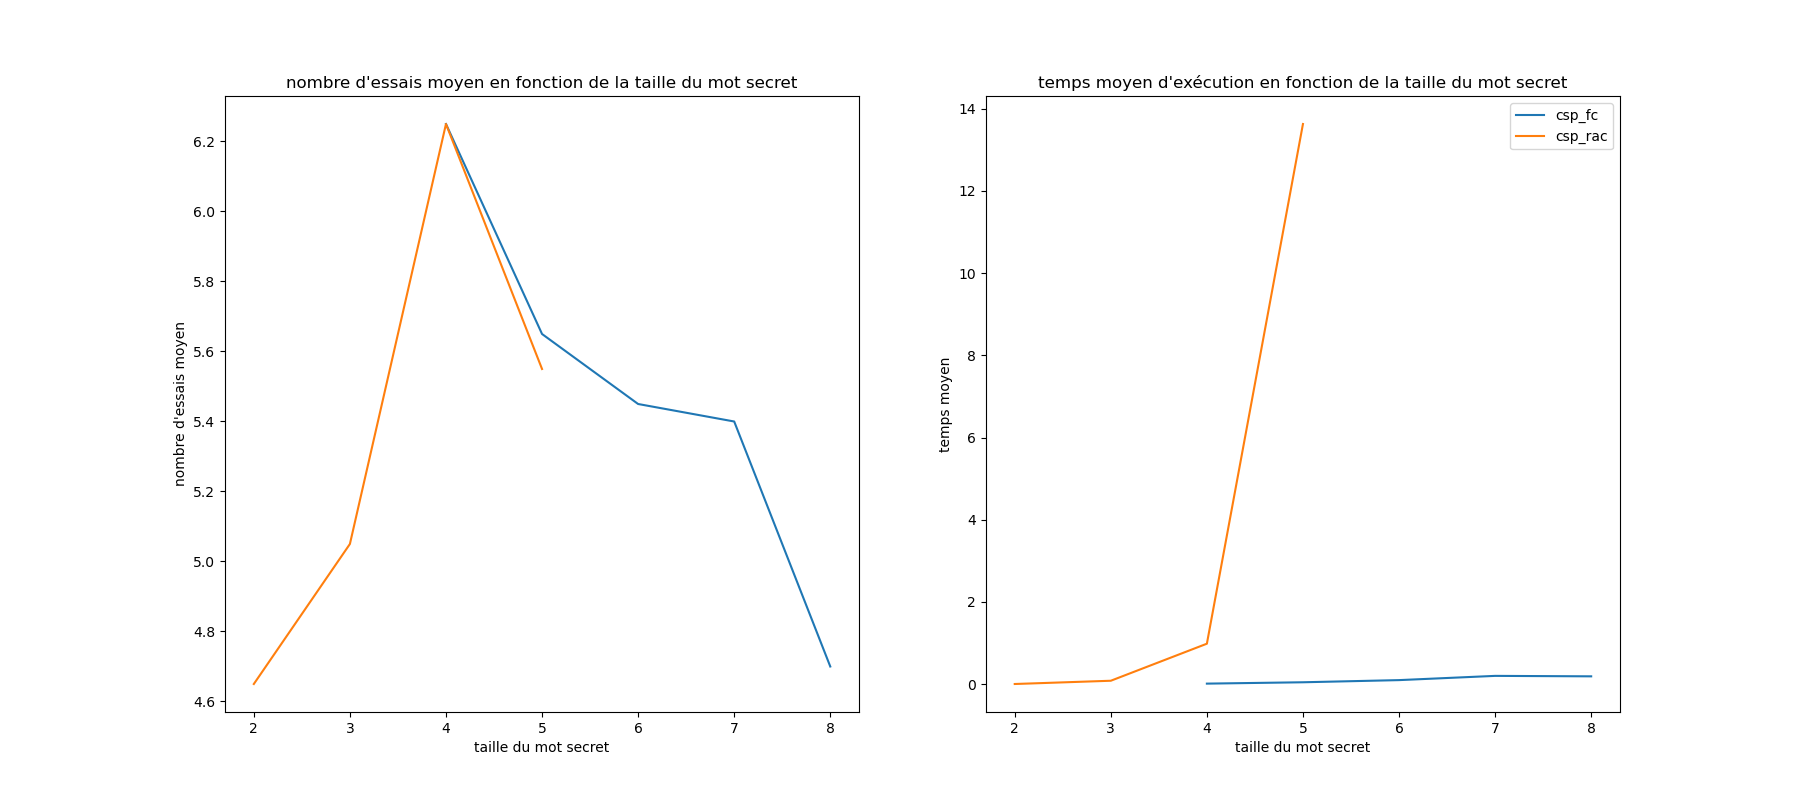 nombre d'essais moyen en fonction de la taille du mot secret
nombre d'essais moyen
6.2
6.0
5.8
5.6
5.4
5.2
5.0
4.8
4.6
2 3 4 5 6 7 8
taille du mot secret
temps moyen d'exécution en fonction de la taille du mot secret
csp_fc
csp_rac
temps moyen
14
12
10
8
6
4
2
0
2 3 4 5 6 7 8
taille du mot secret